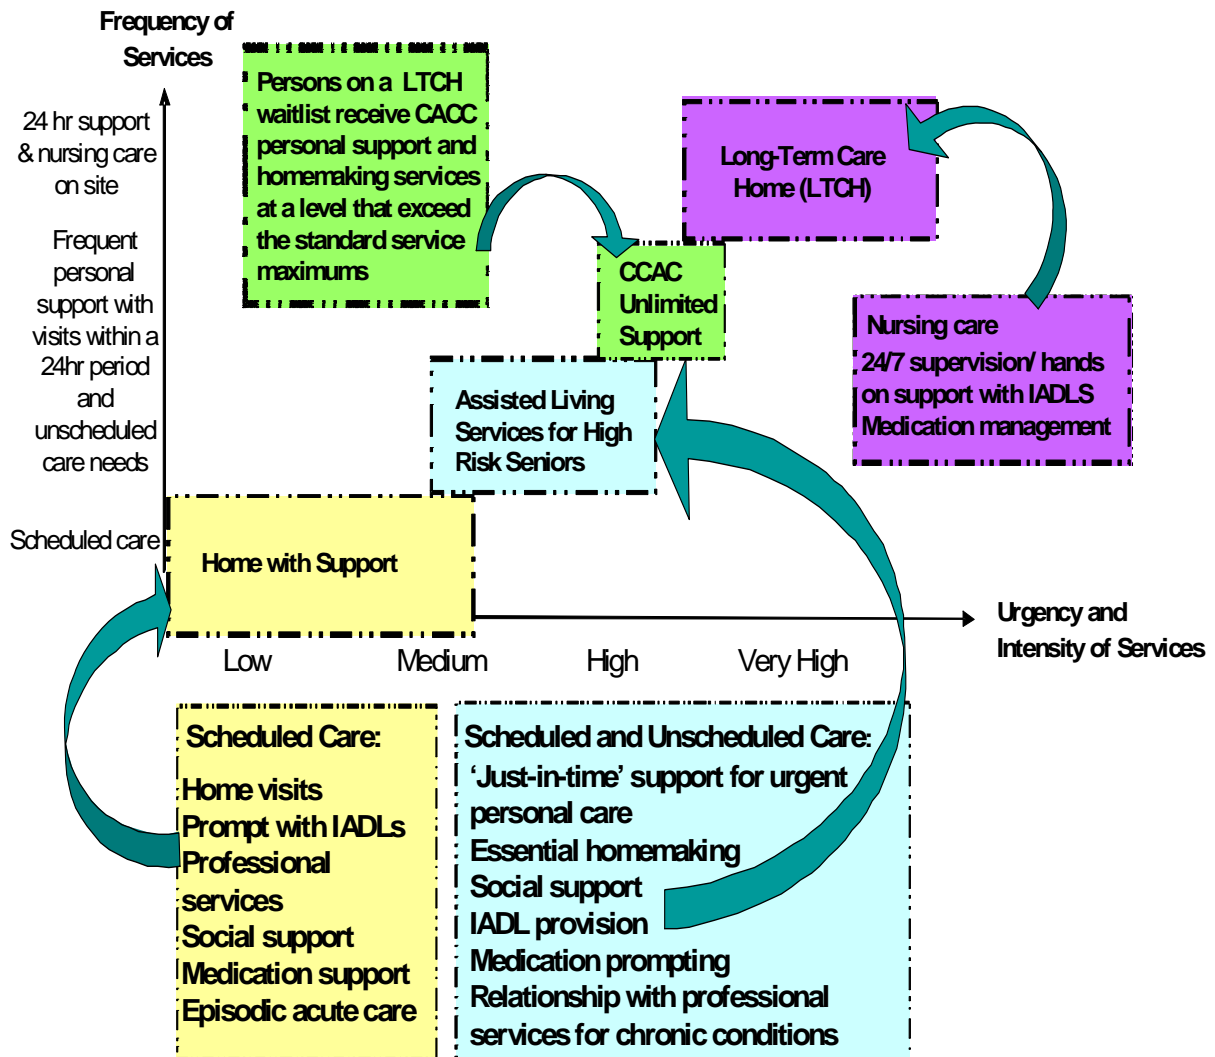 Frequency of
Services
24 hr support
& nursing care
on site
Frequent
personal
support with
visits within a
24hr period
and
unscheduled
care needs
Scheduled care
Persons on a LTCH
waitlist receive CACC
personal support and
homemaking services
at a level that exceed
the standard service
maximums
CCAC
Unlimited
Support
Long-Term Care
Home (LTCH)
Nursing care
24/7 supervision/ hands
on support with IADLS
Medication management
Assisted Living
Services for High
Risk Seniors
Home with Support
Urgency and
Intensity of Services
Low
Medium
High
Very High
Scheduled Care:
Home visits
Prompt with IADLs
Professional
services
Social support
Medication support
Episodic acute care
Scheduled and Unscheduled Care:
‘Just-in-time’ support for urgent
personal care
Essential homemaking
Social support
IADL provision
Medication prompting
Relationship with professional
services for chronic conditions